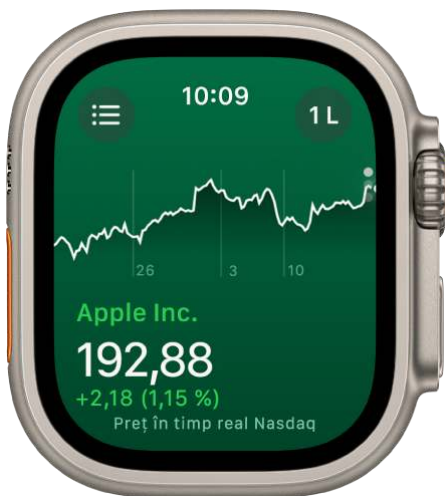 10:09
1 L
26
3
10
Apple Inc.
192,88
+2,18 (1,15 %)
Preț în timp real Nasdaq